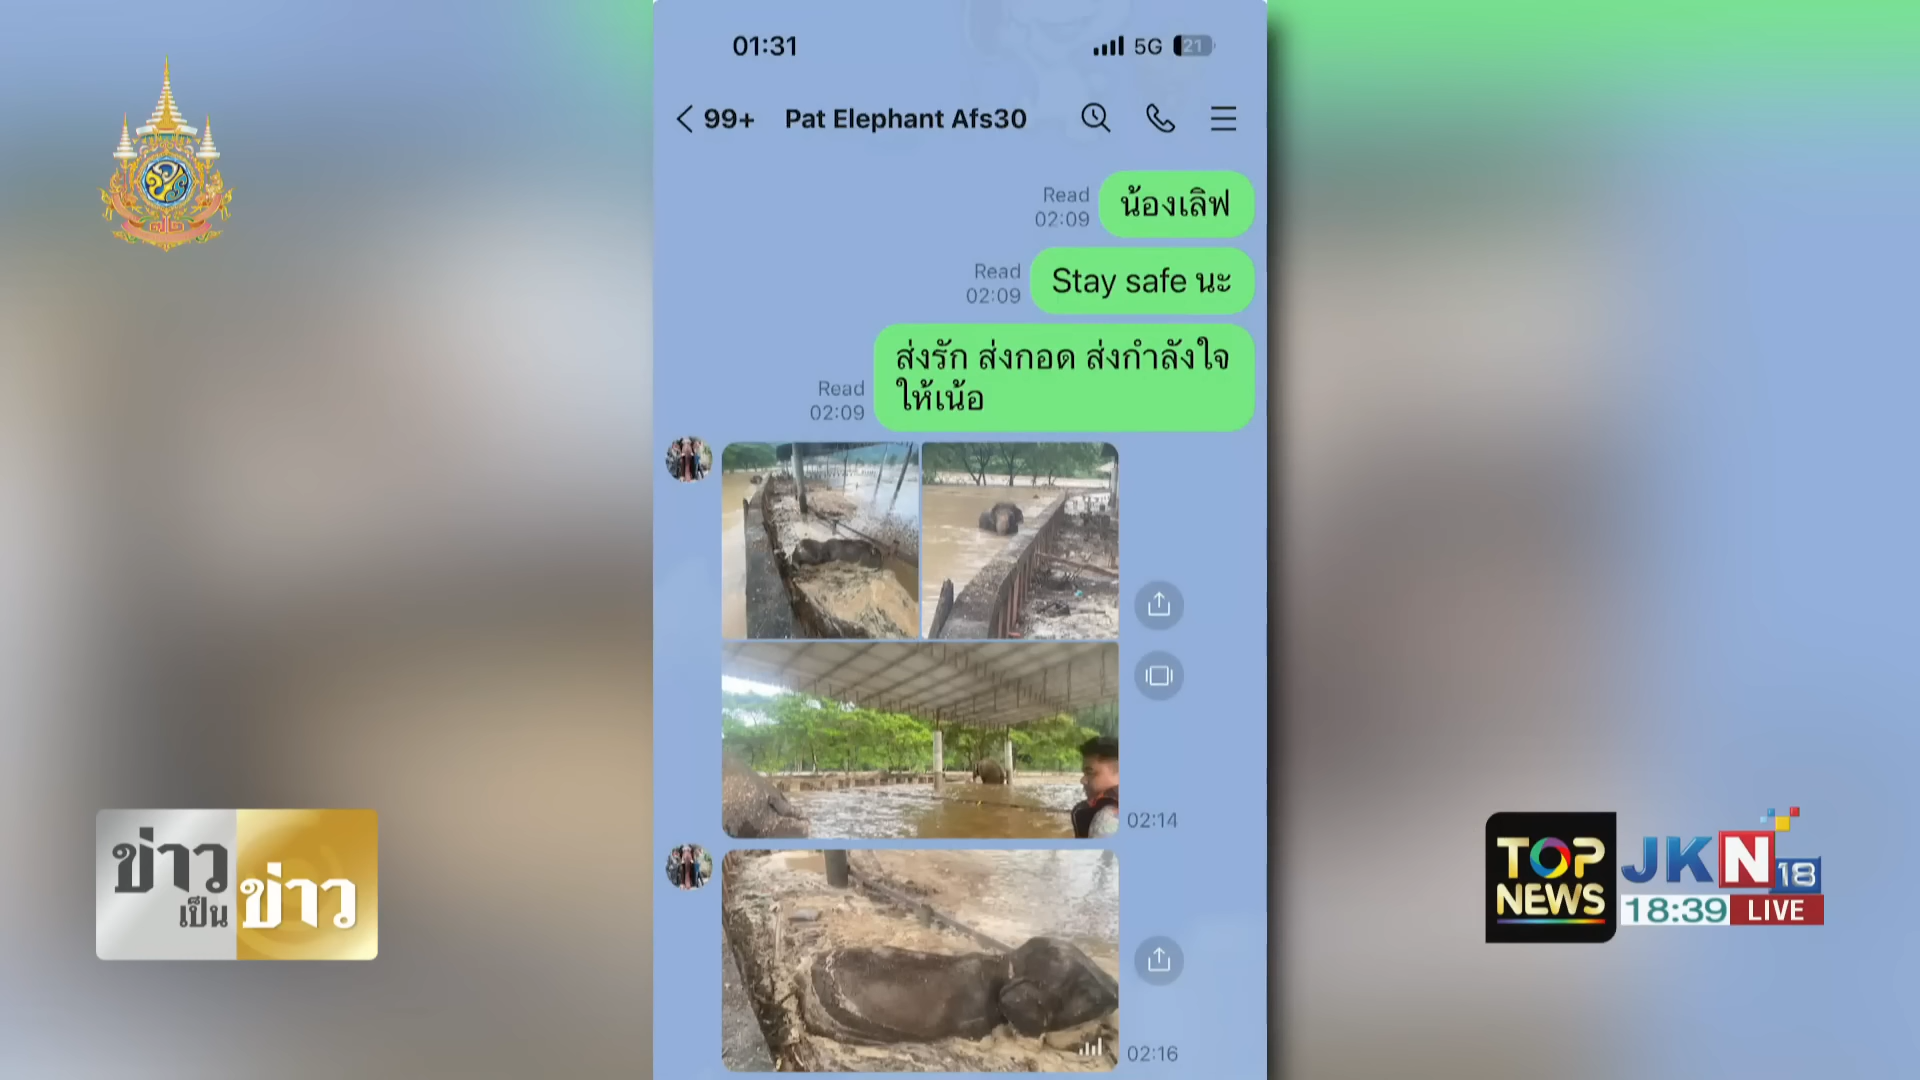 01:31
5G
21
99+
Pat Elephant Afs30
Read
02:09
น้องเลิฟ
Read
02:09
Stay safe นะ
Read
02:09
ส่งรัก ส่งกอด ส่งกำลังใจ
ให้เน้อ
02:14
02:16
ข่าว
เป็น
ข่าว
TOP
NEWS
JKN
18
18:39
LIVE